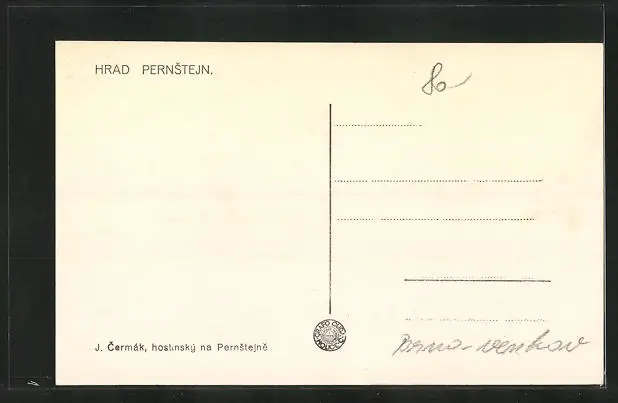 HRAD PERNŠTEJN.
80
J. Čermák, hostinský na Pernštejně
Brno-venkov